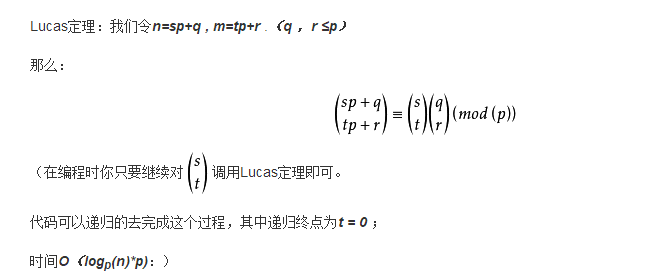 Lucas定理：我们令n=sp+q , m=tp+r .（q ，r ≤p）
那么：
(sp + q
tp + r) ≡ (s
t)(q
r)(mod (p))
（在编程时你只要继续对(s
t)调用Lucas定理即可。
代码可以递归的去完成这个过程，其中递归终点为t = 0 ；
时间O（logp(n)*p)：）